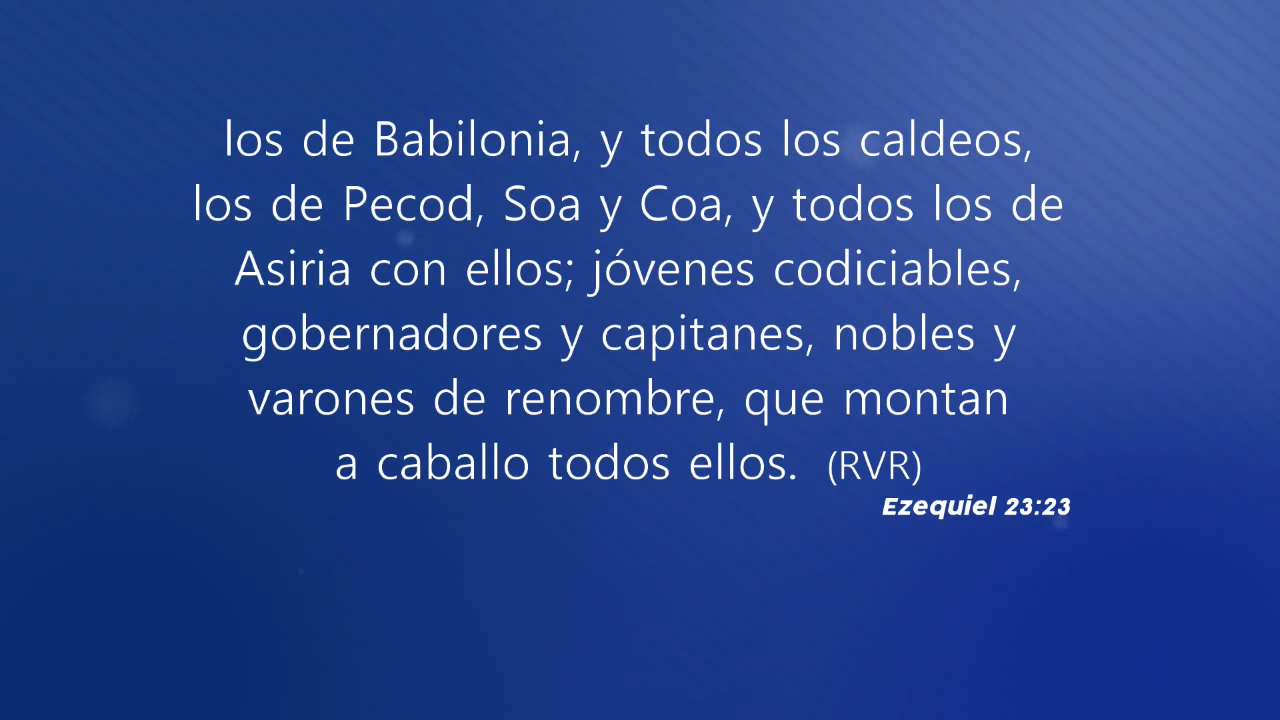 los de Babilonia, y todos los caldeos,
los de Pecod, Soa y Coa, y todos los de
Asiria con ellos; jóvenes codiciables,
gobernadores y capitanes, nobles y
varones de renombre, que montan
a caballo todos ellos. (RVR)
Ezequiel 23:23